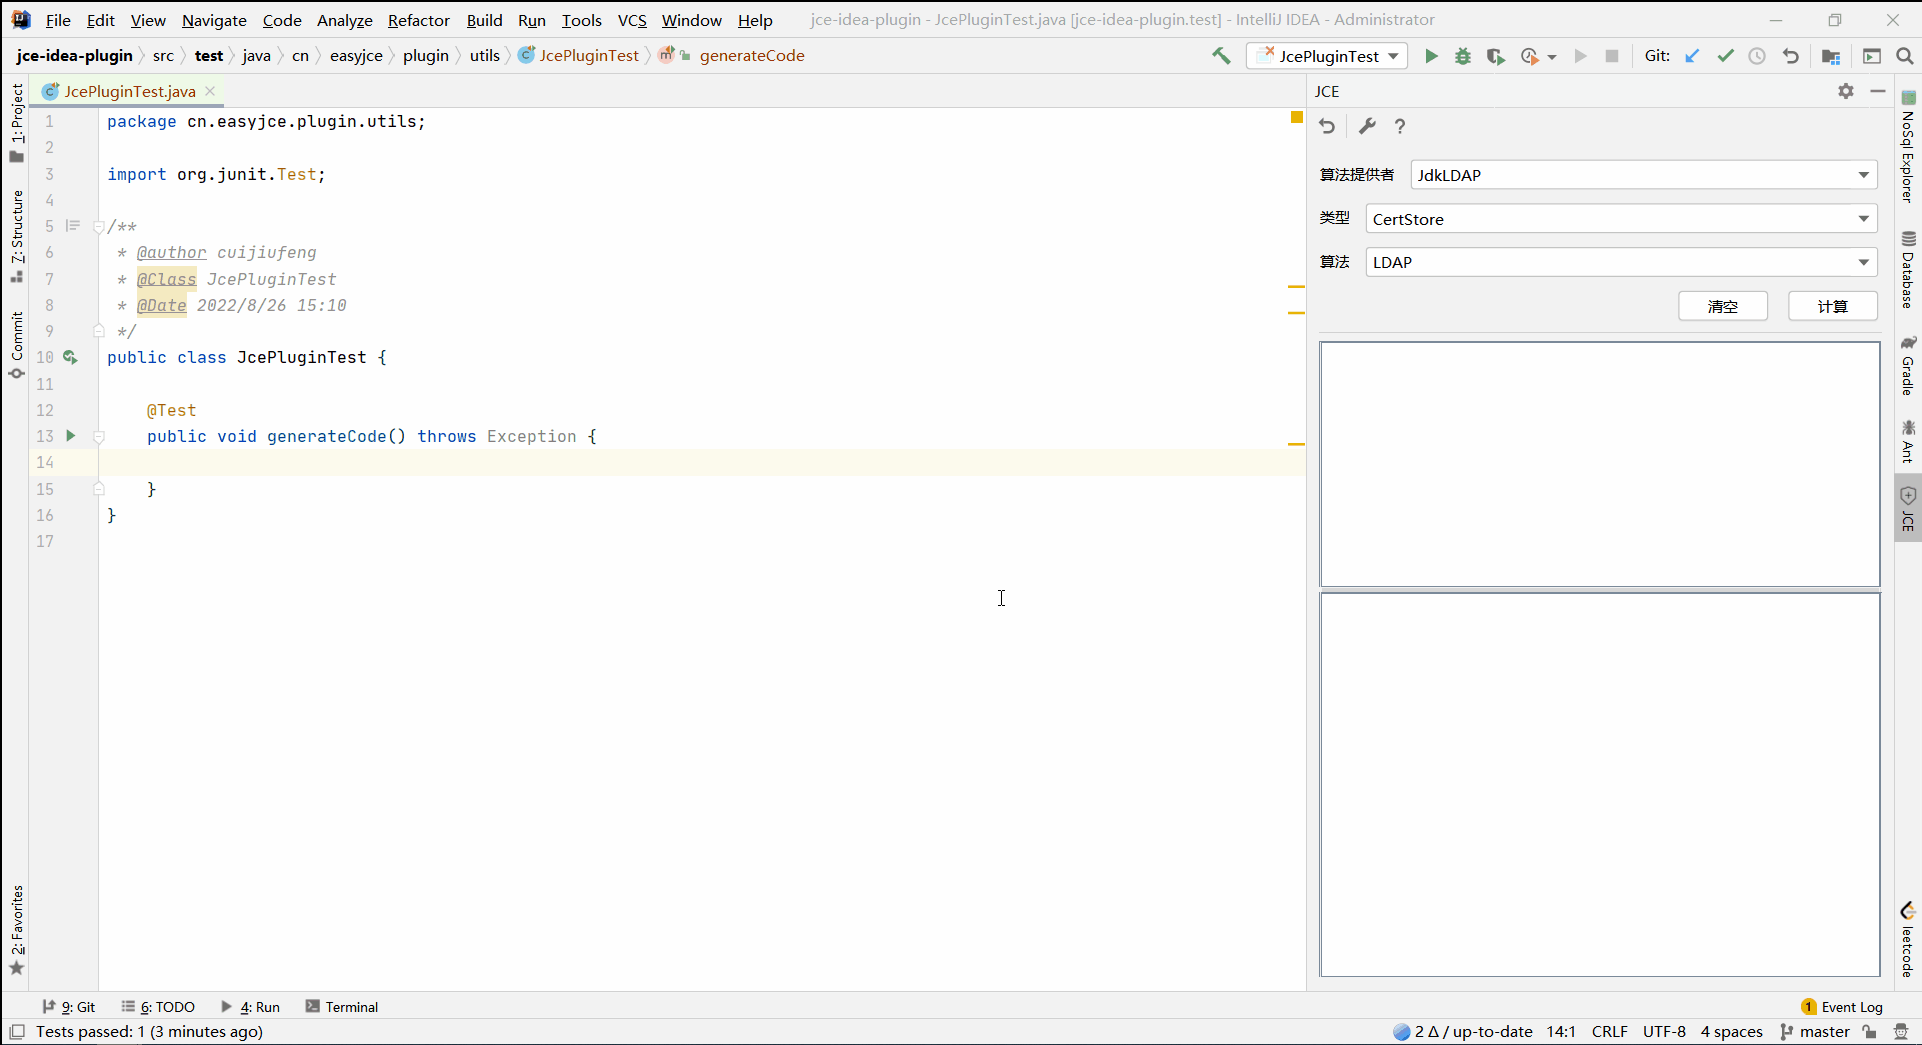 File Edit View Navigate Code Analyze Refactor Build Run Tools VCS Window Help jce-idea-plugin - JcePluginTest.java [jce-idea-plugin.test] - IntelliJ IDEA - Administrator
jce-idea-plugin src test java cn easyjce plugin utils JcePluginTest generateCode JcePluginTest Git:
1: Project
7: Structure
Commit
2: Favorites
JcePluginTest.java
1 package cn.easyjce.plugin.utils;
2
3 import org.junit.Test;
4
5 /**
6 * @author cuijiufeng
7 * @Class JcePluginTest
8 * @Date 2022/8/26 15:10
9 */
10 public class JcePluginTest {
11
12 @Test
13 public void generateCode() throws Exception {
14
15 }
16 }
17
JCE
算法提供者 JdkLDAP
类型 CertStore
算法 LDAP
清空 计算
NoSql Explorer
Database
Gradle
Ant
JCE
leetcode
9: Git 6: TODO 4: Run Terminal 1 Event Log
Tests passed: 1 (3 minutes ago) 2 Δ / up-to-date 14:1 CRLF UTF-8 4 spaces master